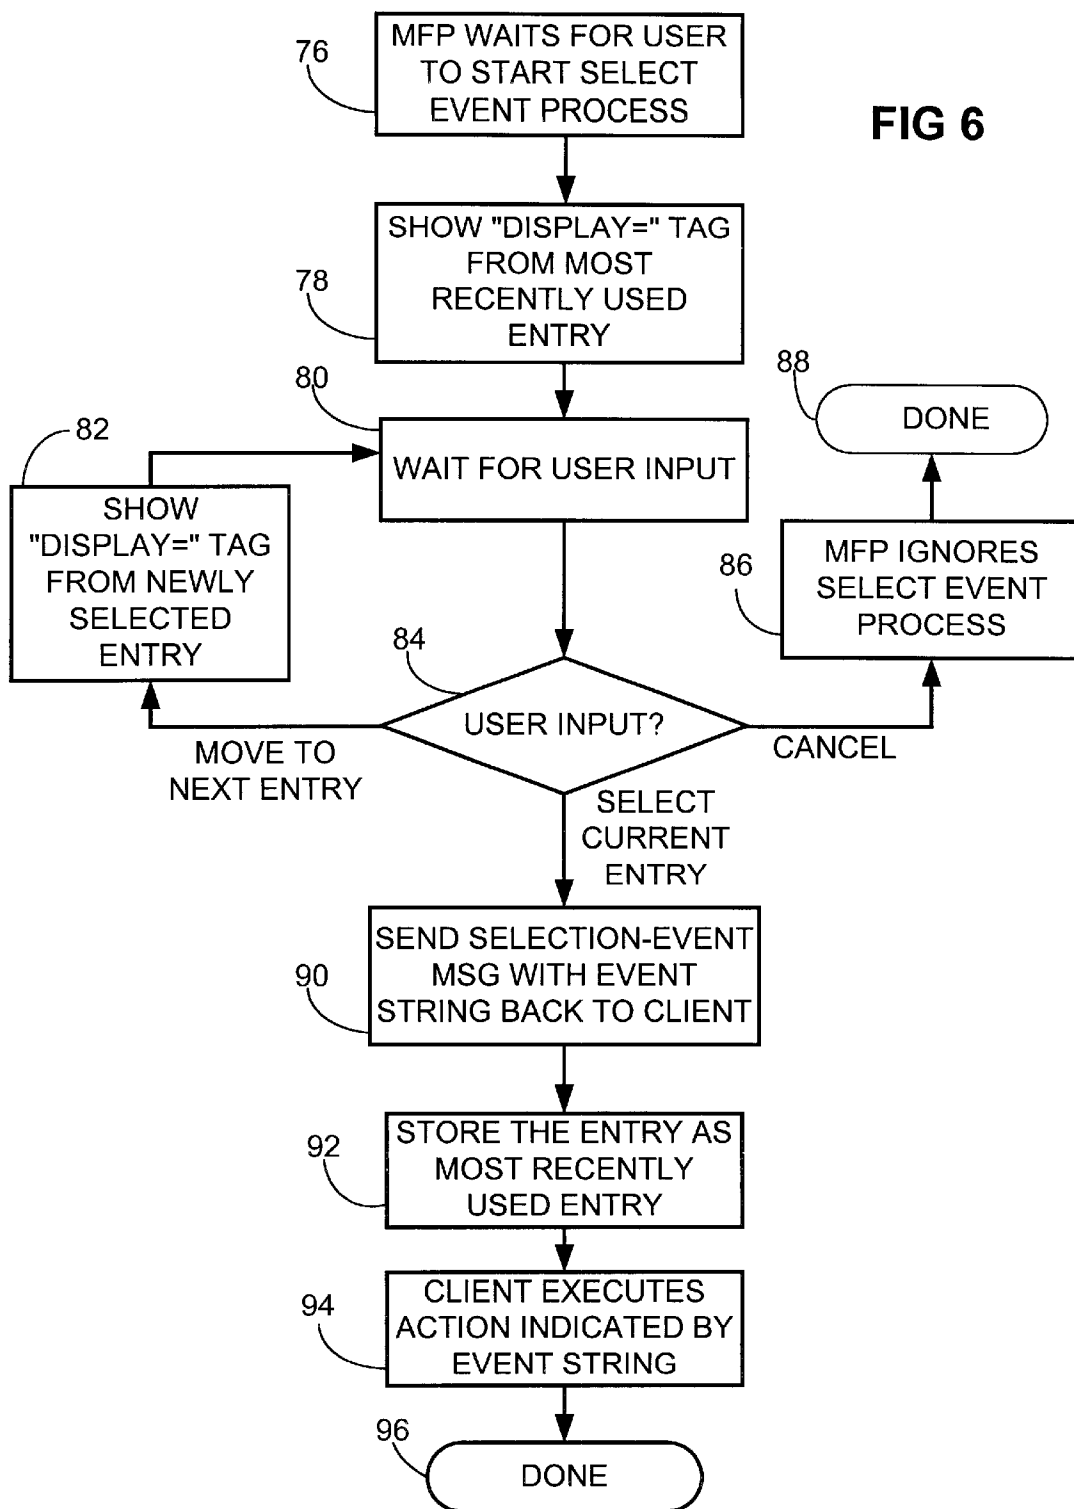 76
MFP WAITS FOR USER
TO START SELECT
EVENT PROCESS
FIG 6
78
SHOW "DISPLAY=" TAG
FROM MOST
RECENTLY USED
ENTRY
80
WAIT FOR USER INPUT
88
DONE
82
SHOW
"DISPLAY=" TAG
FROM NEWLY
SELECTED
ENTRY
86
MFP IGNORES
SELECT EVENT
PROCESS
84
USER INPUT?
MOVE TO
NEXT ENTRY
CANCEL
SELECT
CURRENT
ENTRY
90
SEND SELECTION-EVENT
MSG WITH EVENT
STRING BACK TO CLIENT
92
STORE THE ENTRY AS
MOST RECENTLY
USED ENTRY
94
CLIENT EXECUTES
ACTION INDICATED BY
EVENT STRING
96
DONE